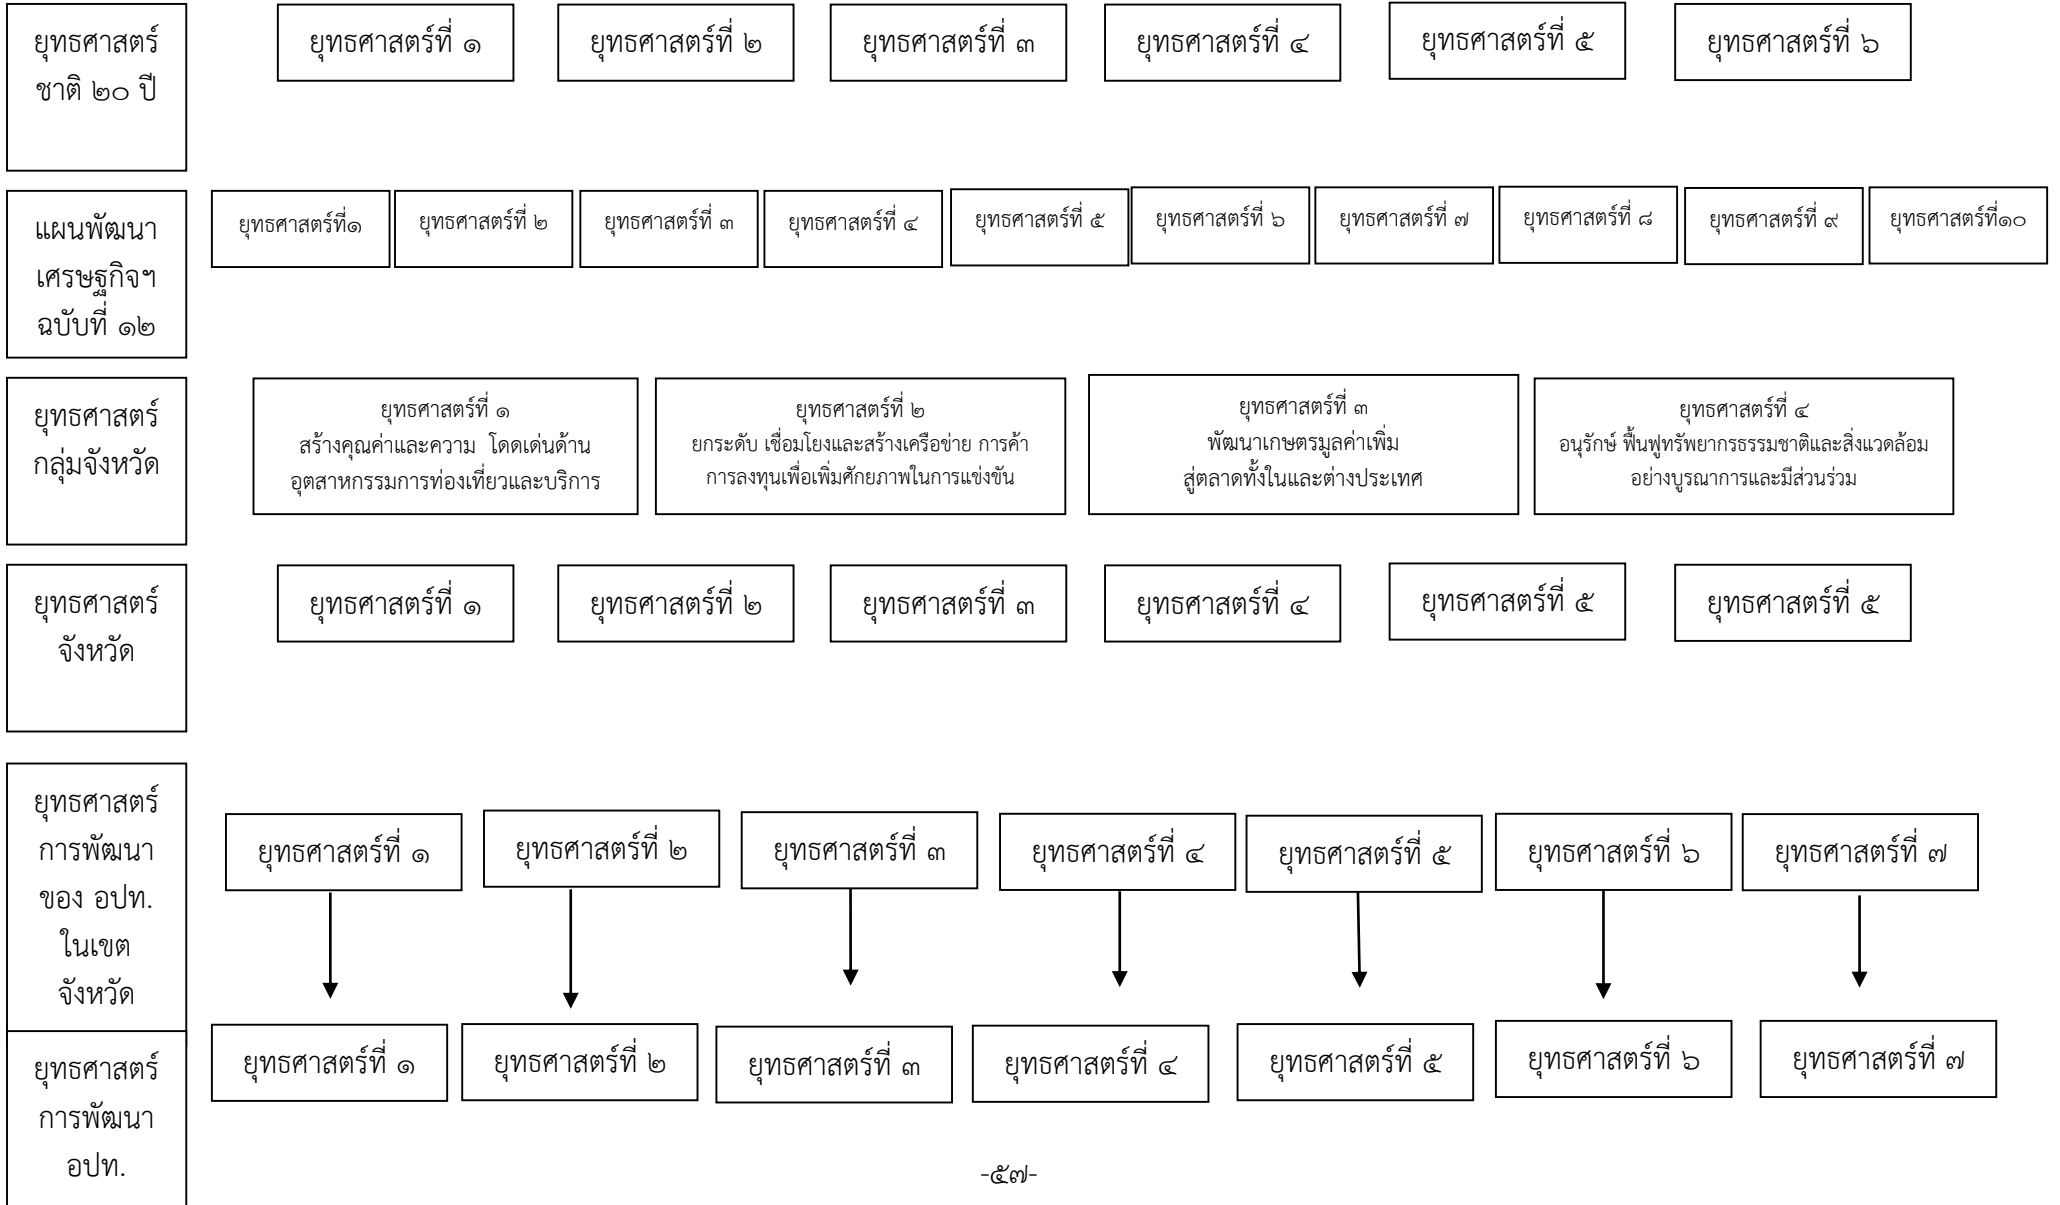 ยุทธศาสตร์
ชาติ ๒๐ ปี
ยุทธศาสตร์ที่ ๑
ยุทธศาสตร์ที่ ๒
ยุทธศาสตร์ที่ ๓
ยุทธศาสตร์ที่ ๔
ยุทธศาสตร์ที่ ๕
ยุทธศาสตร์ที่ ๖
แผนพัฒนา
เศรษฐกิจฯ
ฉบับที่ ๑๒
ยุทธศาสตร์ที่๑
ยุทธศาสตร์ที่ ๒
ยุทธศาสตร์ที่ ๓
ยุทธศาสตร์ที่ ๔
ยุทธศาสตร์ที่ ๕
ยุทธศาสตร์ที่ ๖
ยุทธศาสตร์ที่ ๗
ยุทธศาสตร์ที่ ๘
ยุทธศาสตร์ที่ ๙
ยุทธศาสตร์ที่๑๐
ยุทธศาสตร์
กลุ่มจังหวัด
ยุทธศาสตร์ที่ ๑
สร้างคุณค่าและความ โดดเด่นด้าน
อุตสาหกรรมการท่องเที่ยวและบริการ
ยุทธศาสตร์ที่ ๒
ยกระดับ เชื่อมโยงและสร้างเครือข่าย การค้า
การลงทุนเพื่อเพิ่มศักยภาพในการแข่งขัน
ยุทธศาสตร์ที่ ๓
พัฒนาเกษตรมูลค่าเพิ่ม
สู่ตลาดทั้งในและต่างประเทศ
ยุทธศาสตร์ที่ ๔
อนุรักษ์ ฟื้นฟูทรัพยากรธรรมชาติและสิ่งแวดล้อม
อย่างบูรณาการและมีส่วนร่วม
ยุทธศาสตร์
จังหวัด
ยุทธศาสตร์ที่ ๑
ยุทธศาสตร์ที่ ๒
ยุทธศาสตร์ที่ ๓
ยุทธศาสตร์ที่ ๔
ยุทธศาสตร์ที่ ๕
ยุทธศาสตร์ที่ ๕
ยุทธศาสตร์
การพัฒนา
ของ อปท.
ในเขต
จังหวัด
ยุทธศาสตร์ที่ ๑
ยุทธศาสตร์ที่ ๒
ยุทธศาสตร์ที่ ๓
ยุทธศาสตร์ที่ ๔
ยุทธศาสตร์ที่ ๕
ยุทธศาสตร์ที่ ๖
ยุทธศาสตร์ที่ ๗
ยุทธศาสตร์
การพัฒนา
อปท.
ยุทธศาสตร์ที่ ๑
ยุทธศาสตร์ที่ ๒
ยุทธศาสตร์ที่ ๓
ยุทธศาสตร์ที่ ๔
ยุทธศาสตร์ที่ ๕
ยุทธศาสตร์ที่ ๖
ยุทธศาสตร์ที่ ๗
-๕๗-